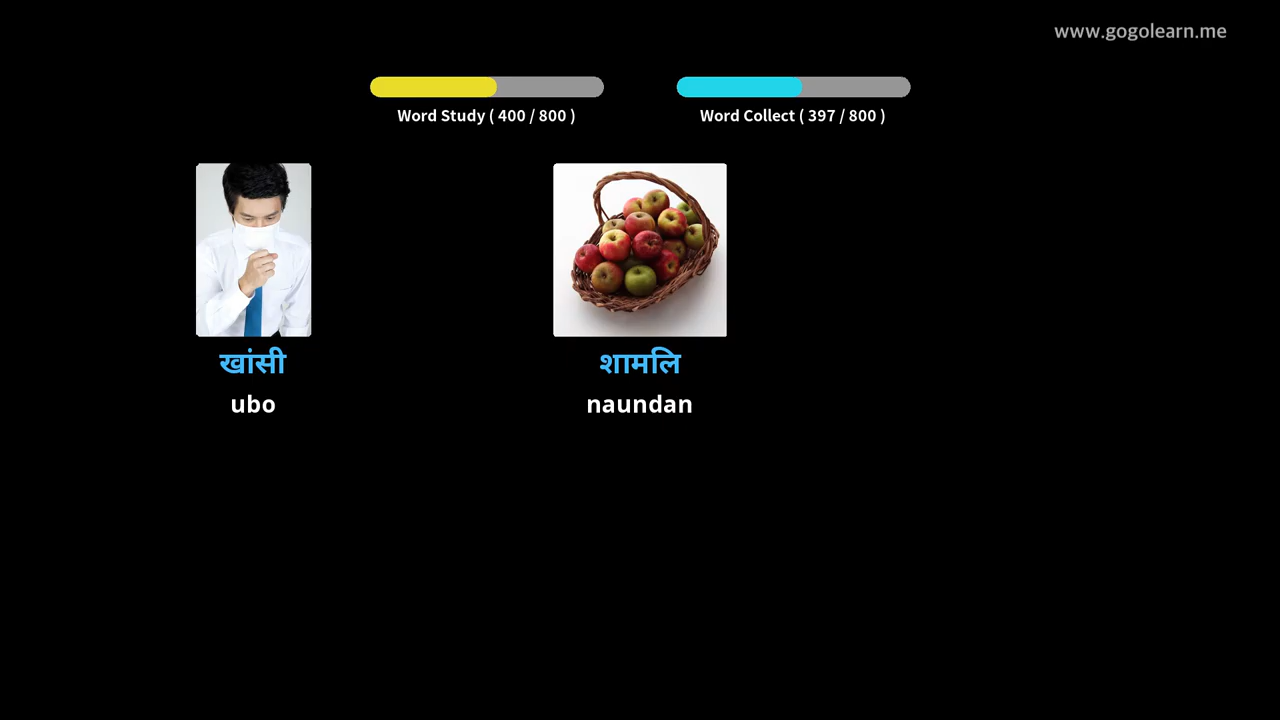 www.gogolearn.me
Word Study ( 400 / 800 )
Word Collect ( 397 / 800 )
खांसी
ubo
शामलि
naundan